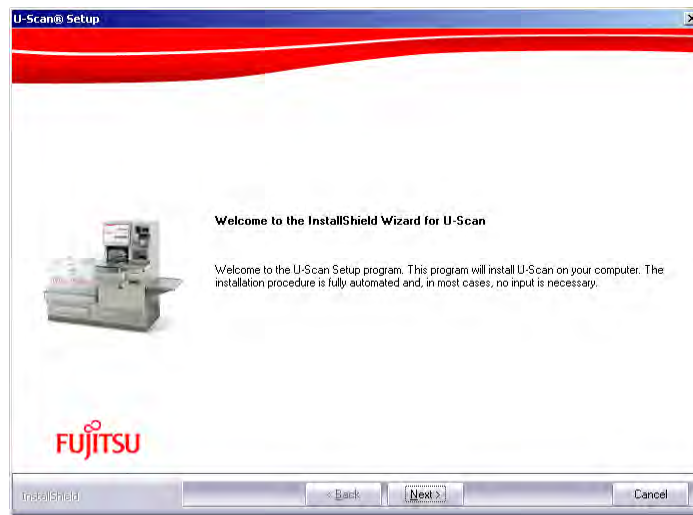 U-Scan® Setup
Welcome to the InstallShield Wizard for U-Scan
Welcome to the U-Scan Setup program. This program will install U-Scan on your computer. The
installation procedure is fully automated and, in most cases, no input is necessary.
FUJITSU
InstallShield
< Back
Next >
Cancel